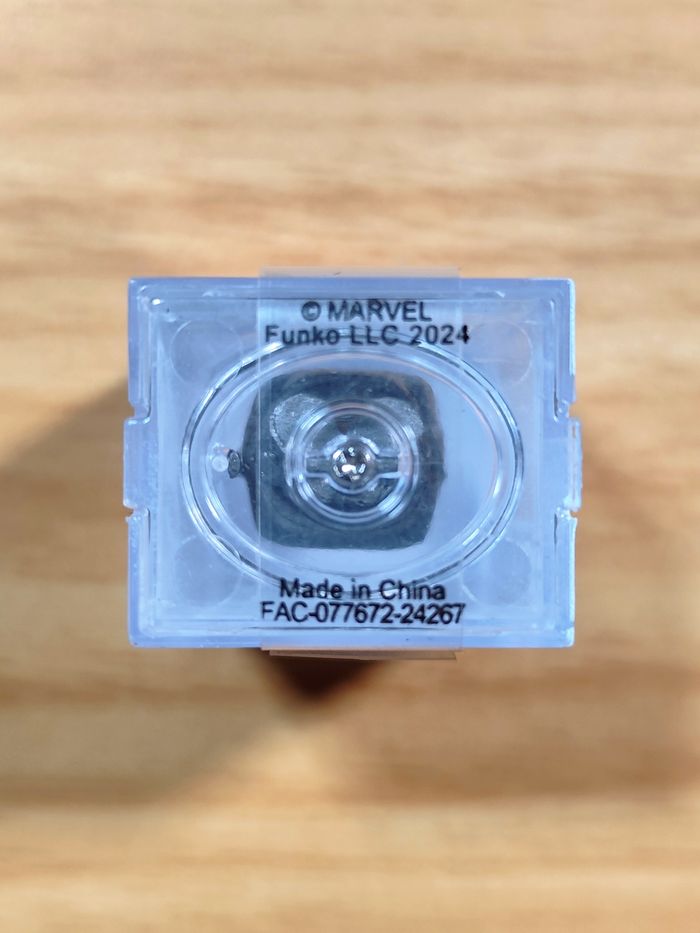 © MARVEL
Funko LLC 2024
Made in China
FAC-077672-24267